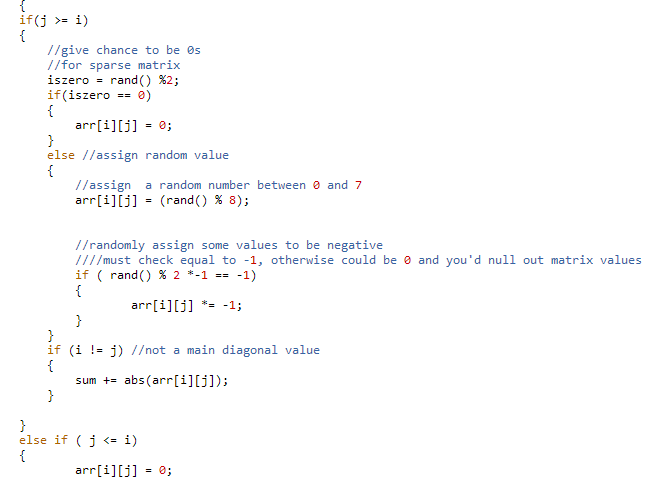 {
if(j >= i)
{
//give chance to be 0s
//for sparse matrix
iszero = rand() %2;
if(iszero == 0)
{
arr[i][j] = 0;
}
else //assign random value
{
//assign  a random number between 0 and 7
arr[i][j] = (rand() % 8);
//randomly assign some values to be negative
////must check equal to -1, otherwise could be 0 and you'd null out matrix values
if ( rand() % 2 *-1 == -1)
{
arr[i][j] *= -1;
}
}
if (i != j) //not a main diagonal value
{
sum += abs(arr[i][j]);
}
}
else if ( j <= i)
{
arr[i][j] = 0;